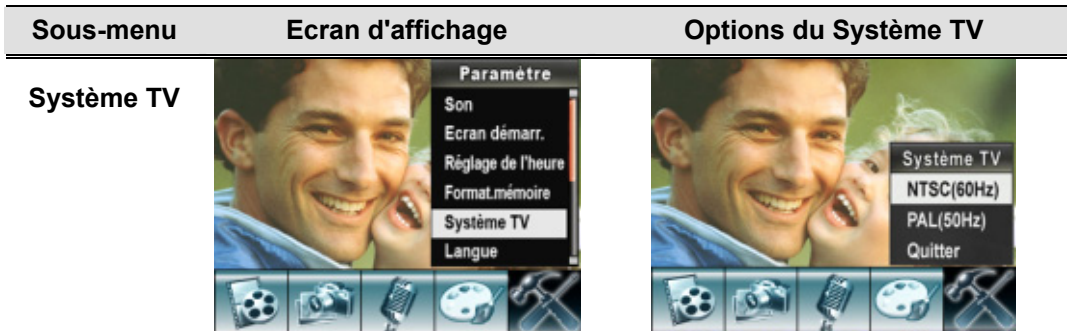 Sous-menu Ecran d'affichage Options du Système TV
Système TV
Paramètre
Son
Ecran démarr.
Réglage de l'heure
Format.mémoire
Système TV
Langue
Système TV
NTSC(60Hz)
PAL(50Hz)
Quitter